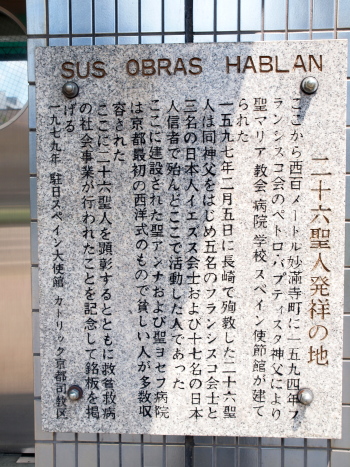 SUS OBRAS HABLAN
二十六聖人発祥の地
ここから西百メートル妙満寺町に一五九四年フ
ランシスコ会のペトロ・バプティスタ神父により
聖マリア教会 病院 学校 スペイン使節館が建て
られた
一五九七年二月五日に長崎で殉教した二十六聖
人は同神父をはじめ五名のフランシスコ会士と
三名の日本人イエズス会士および十七名の日本
人信者で殆んどここで活動した人であった
ここに建設された聖アンナおよび聖ヨセフ病院
は京都最初の西洋式のもので貧しい人が多数収
容された
ここに二十六聖人を顕彰するとともに救貧救病
の社会事業が行われたことを記念して銘板を掲
げる
一九七九年 駐日スペイン大使館 カトリック京都司教区